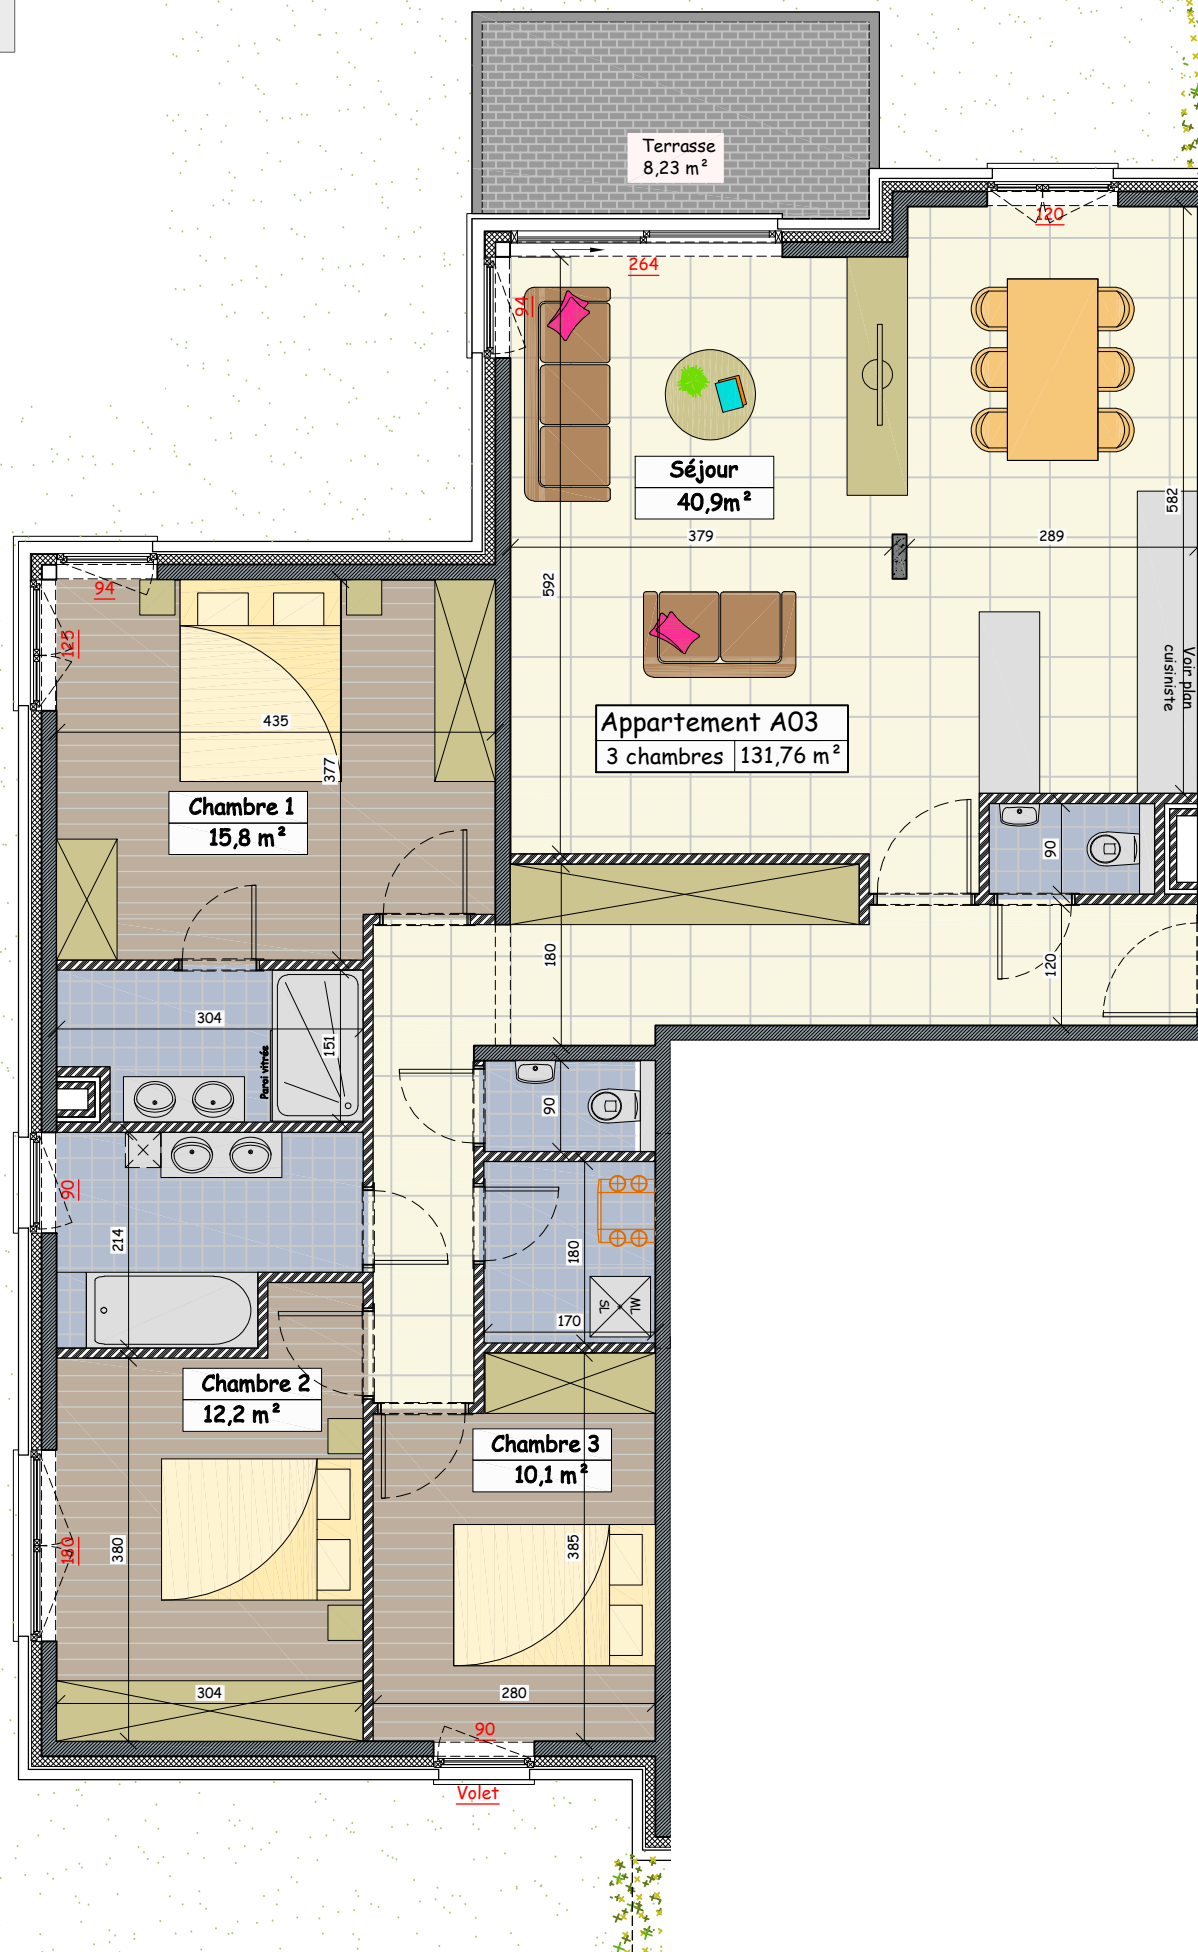 Terrasse
8,23 m²
120
264
94
Séjour
40,9m²
582
379
289
592
94
125
Voir plan
cuisiniste
435
377
Appartement A03
3 chambres 131,76 m²
Chambre 1
15,8 m²
90
180
120
304
151
Paroi vitrée
90
90
214
180
170
ML
SL
Chambre 2
12,2 m²
Chambre 3
10,1 m²
180
380
385
304
280
90
Volet